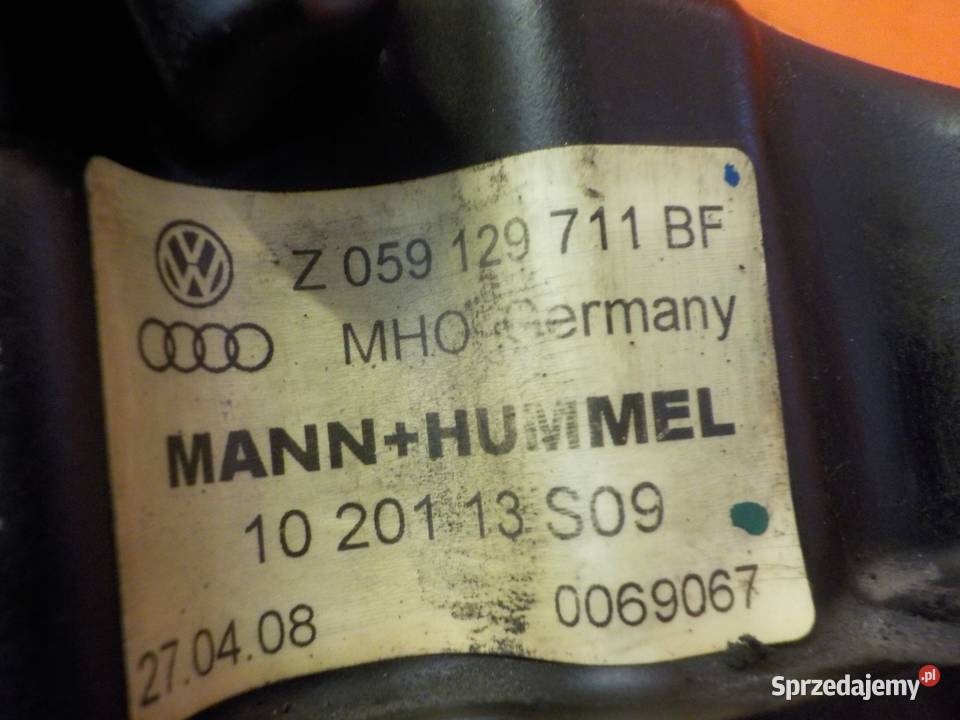 Z 059 129 711 BF
MHO Germany
MANN+HUMMEL
10 201 13 S09
27.04.08 0069067
Sprzedajemy.pl